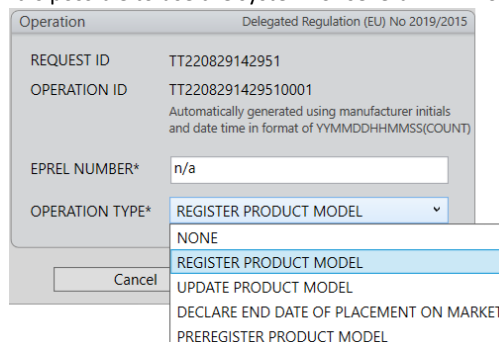 Operation Delegated Regulation (EU) No 2019/2015
REQUEST ID TT220829142951
OPERATION ID TT2208291429510001
Automatically generated using manufacturer initials
and date time in format of YYMMDDHHMMSS(COUNT)
EPREL NUMBER* n/a
OPERATION TYPE* REGISTER PRODUCT MODEL
NONE
REGISTER PRODUCT MODEL
Cancel
UPDATE PRODUCT MODEL
DECLARE END DATE OF PLACEMENT ON MARKET
PREREGISTER PRODUCT MODEL